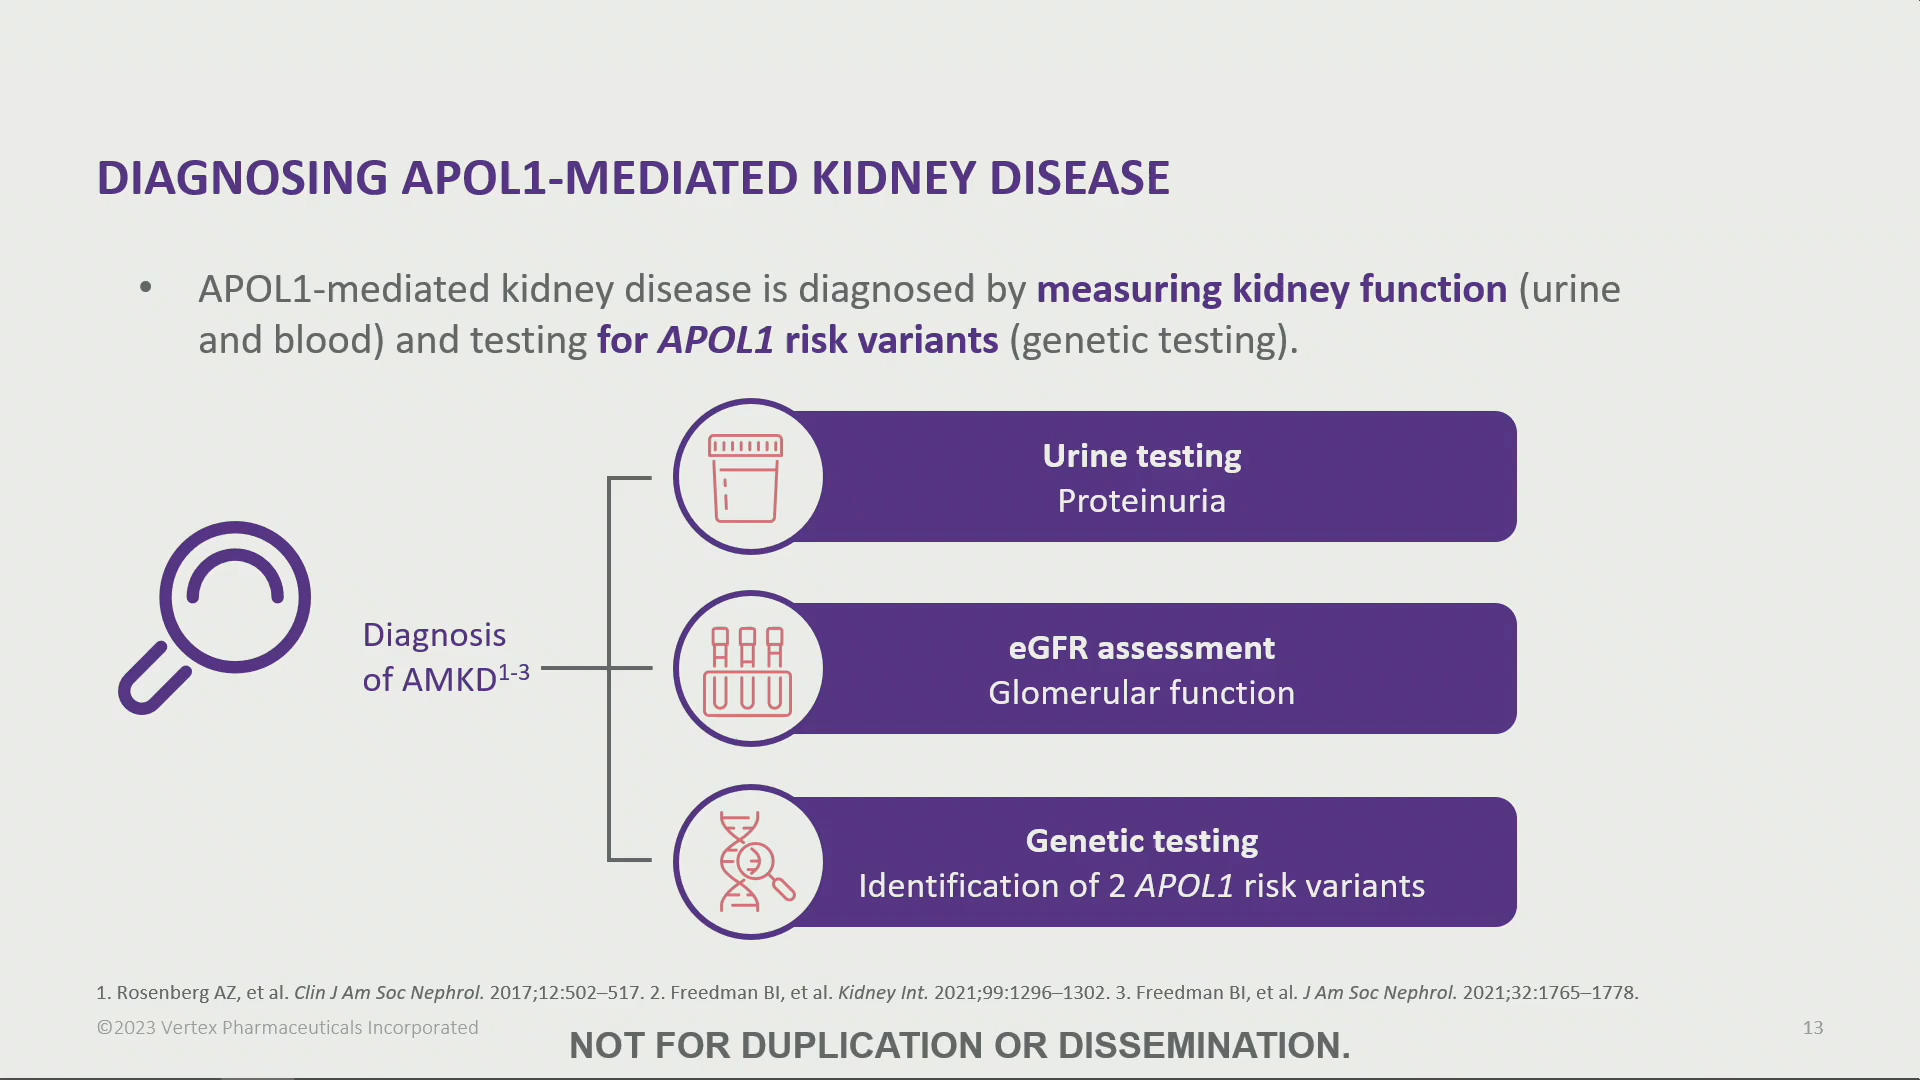 DIAGNOSING APOL1-MEDIATED KIDNEY DISEASE
• APOL1-mediated kidney disease is diagnosed by measuring kidney function (urine
and blood) and testing for APOL1 risk variants (genetic testing).
Urine testing
Proteinuria
Diagnosis
of AMKD1-3
eGFR assessment
Glomerular function
Genetic testing
Identification of 2 APOL1 risk variants
1. Rosenberg AZ, et al. Clin J Am Soc Nephrol. 2017;12:502–517. 2. Freedman BI, et al. Kidney Int. 2021;99:1296–1302. 3. Freedman BI, et al. J Am Soc Nephrol. 2021;32:1765–1778.
©2023 Vertex Pharmaceuticals Incorporated
13
NOT FOR DUPLICATION OR DISSEMINATION.